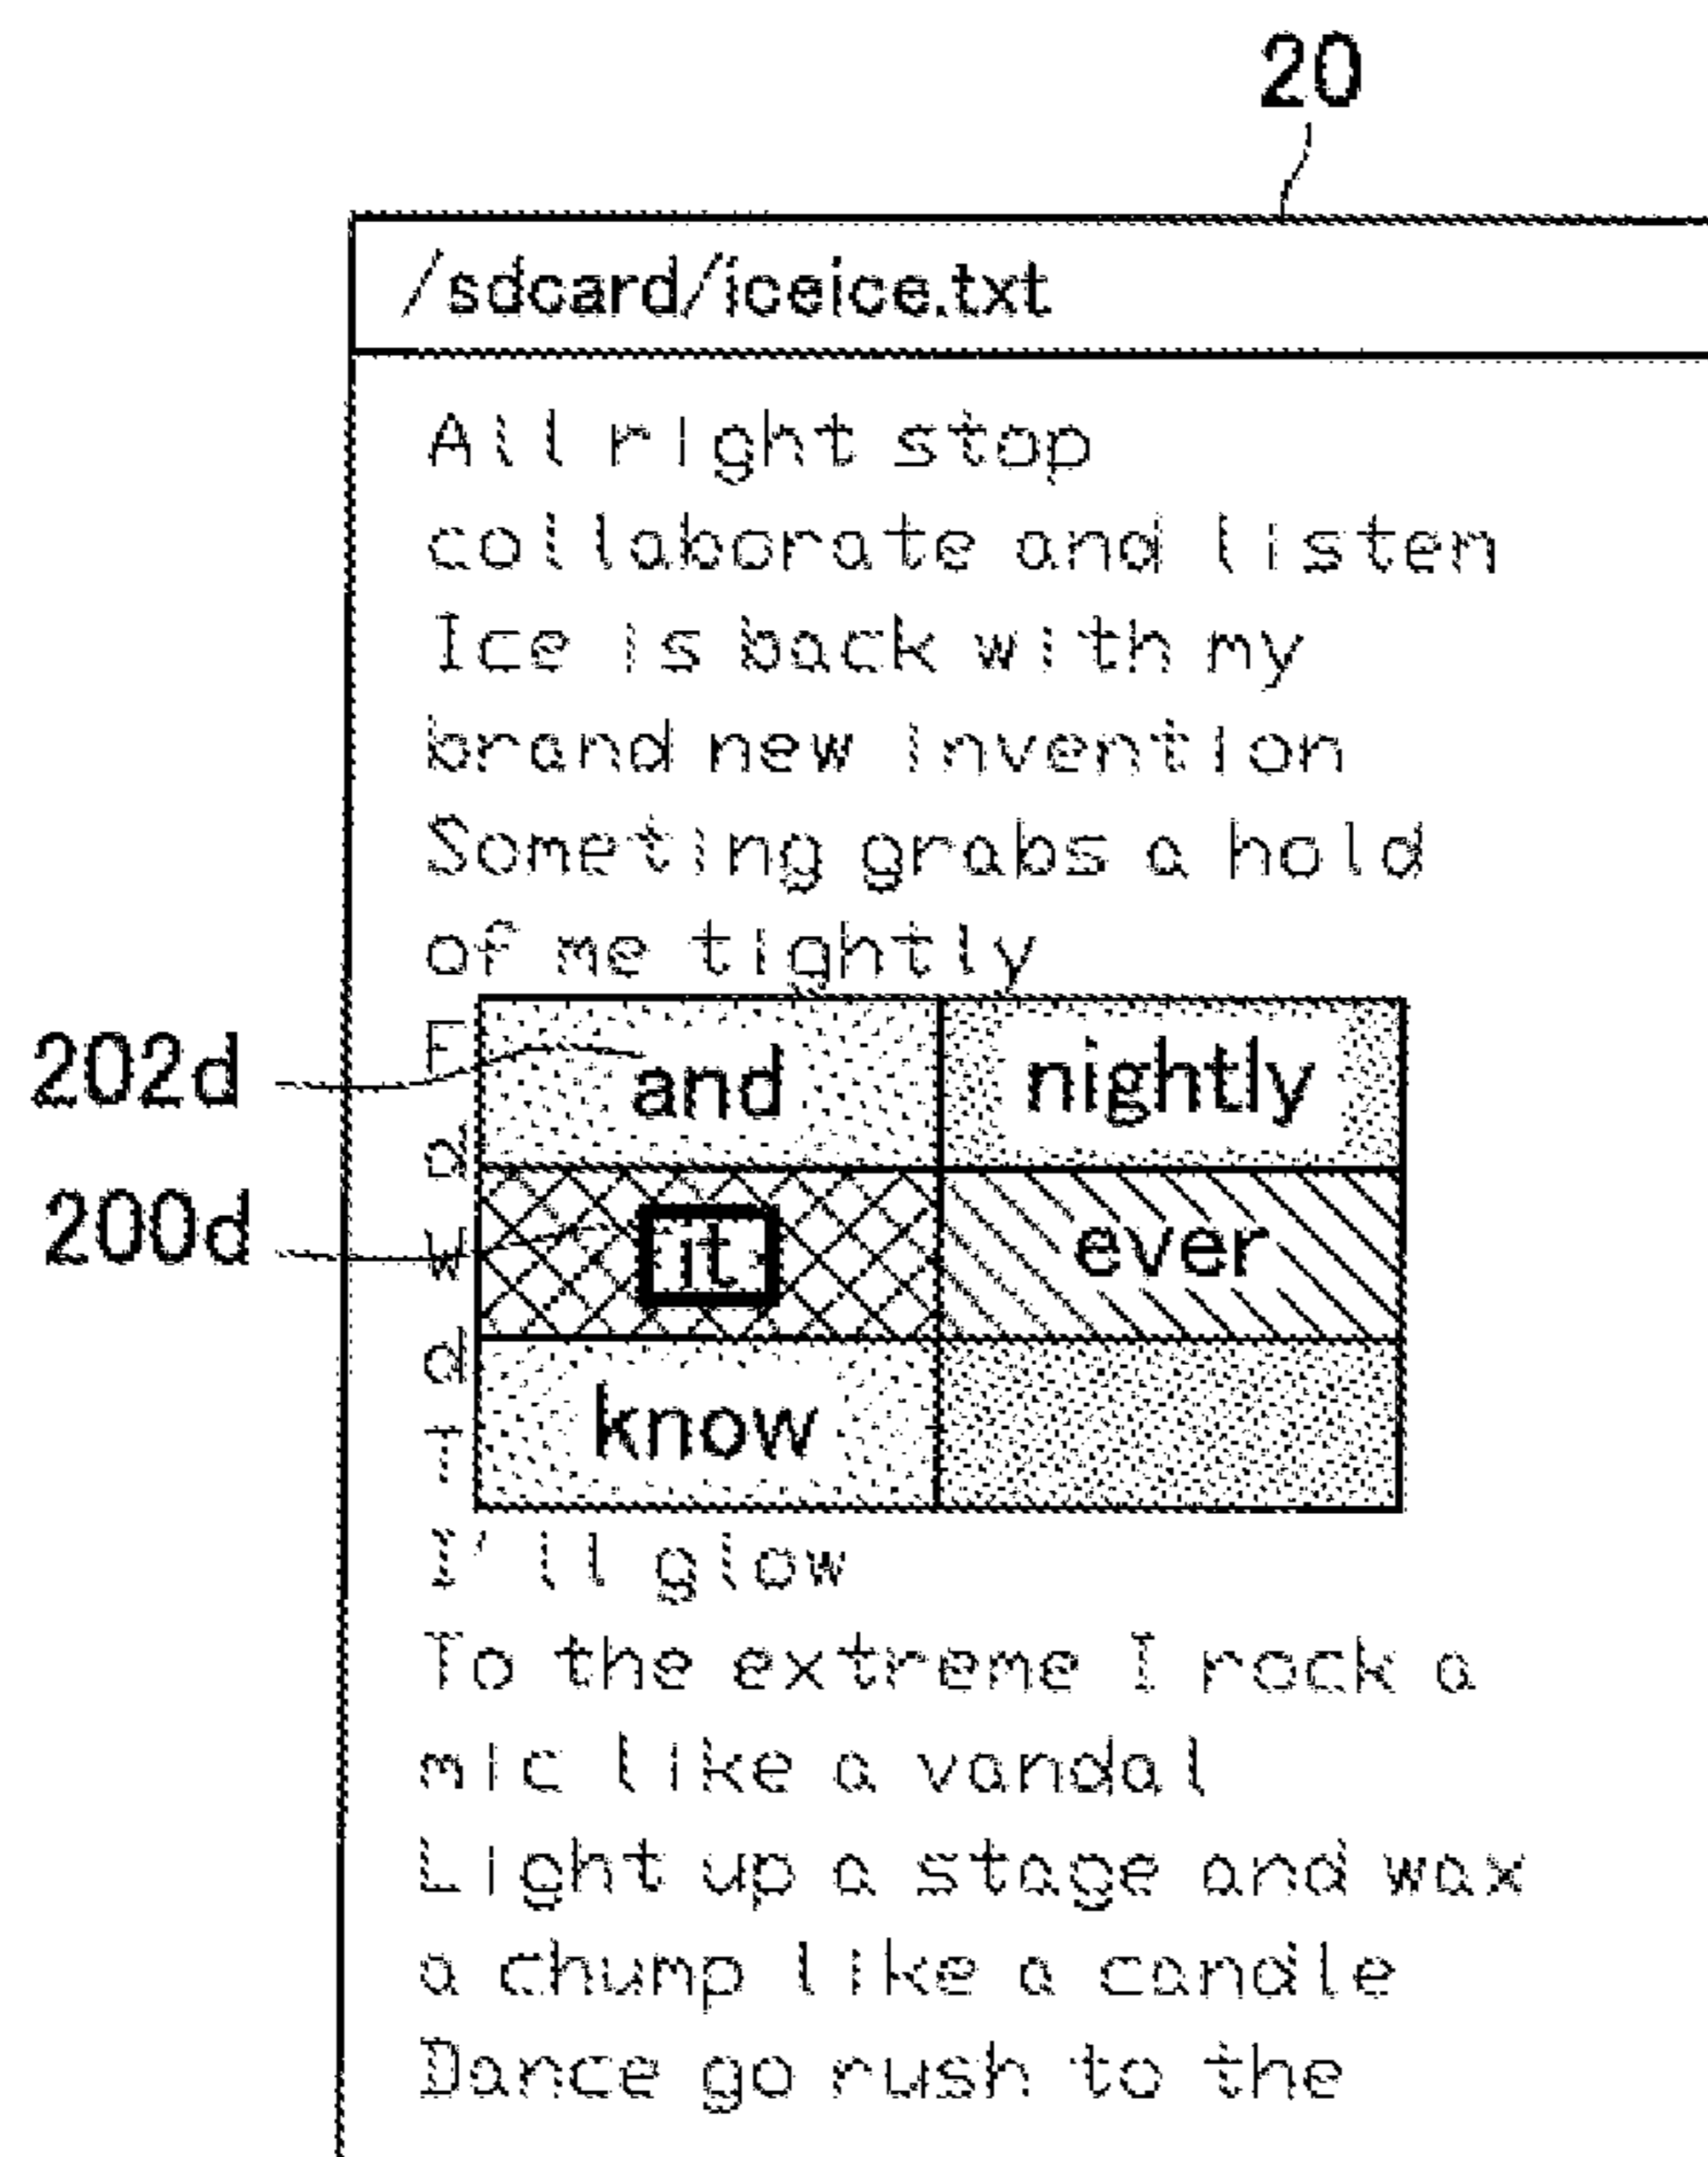 20
/sdcard/iceice.txt
All right stop
collaborate and listen
Ice is back with my
brand new invention
Someting grabs a hold
of me tightly
202d
and nightly
200d
it ever
know
I'll glow
To the extreme I rock a
mic like a vandal
Light up a stage and wax
a chump like a candle
Dance go rush to the